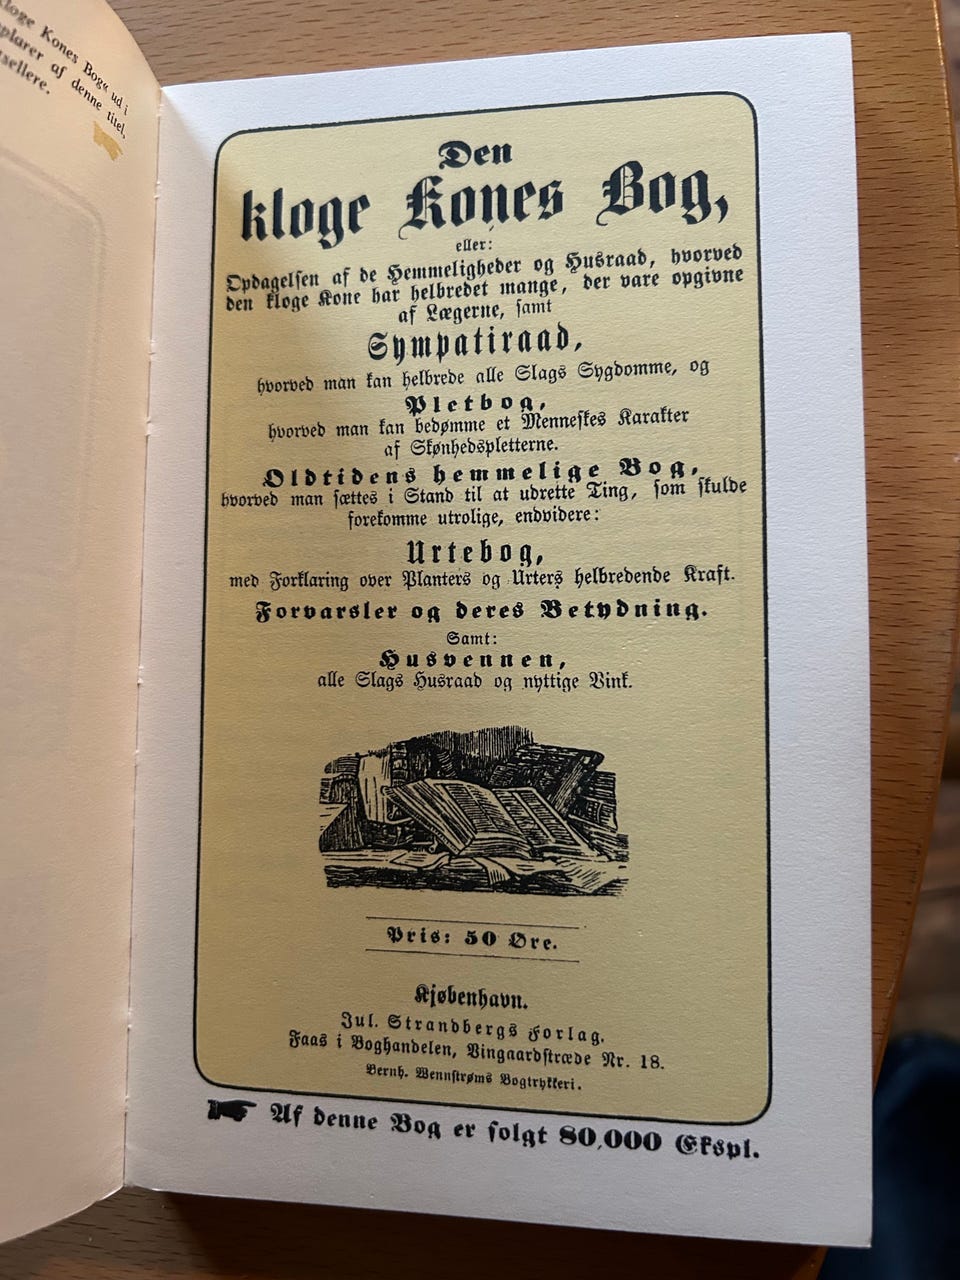 kloge Kones Bog« ud i
plarer af denne titel,
sellere.
Den
kloge Kones Bog,
eller:
Opdagelsen af de Hemmeligheder og Husraad, hvorved
den kloge Kone har helbredet mange, der vare opgivne
af Lægerne, samt
Sympatiraad,
hvorved man kan helbrede alle Slags Sygdomme, og
Pletbog,
hvorved man kan bedømme et Menneskes Karakter
af Skønhedspletterne.
Oldtidens hemmelige Bog,
hvorved man sættes i Stand til at udrette Ting, som skulde
forekomme utrolige, endvidere:
Urtebog,
med Forklaring over Planters og Urters helbredende Kraft.
Forvarsler og deres Betydning.
Samt:
Husvennen,
alle Slags Husraad og nyttige Vink.
Pris: 50 Øre.
Kjøbenhavn.
Jul. Strandbergs Forlag.
Faas i Boghandelen, Vingaardstræde Nr. 18.
Bernh. Wennstrøms Bogtrykkeri.
Af denne Bog er solgt 80,000 Ekspl.